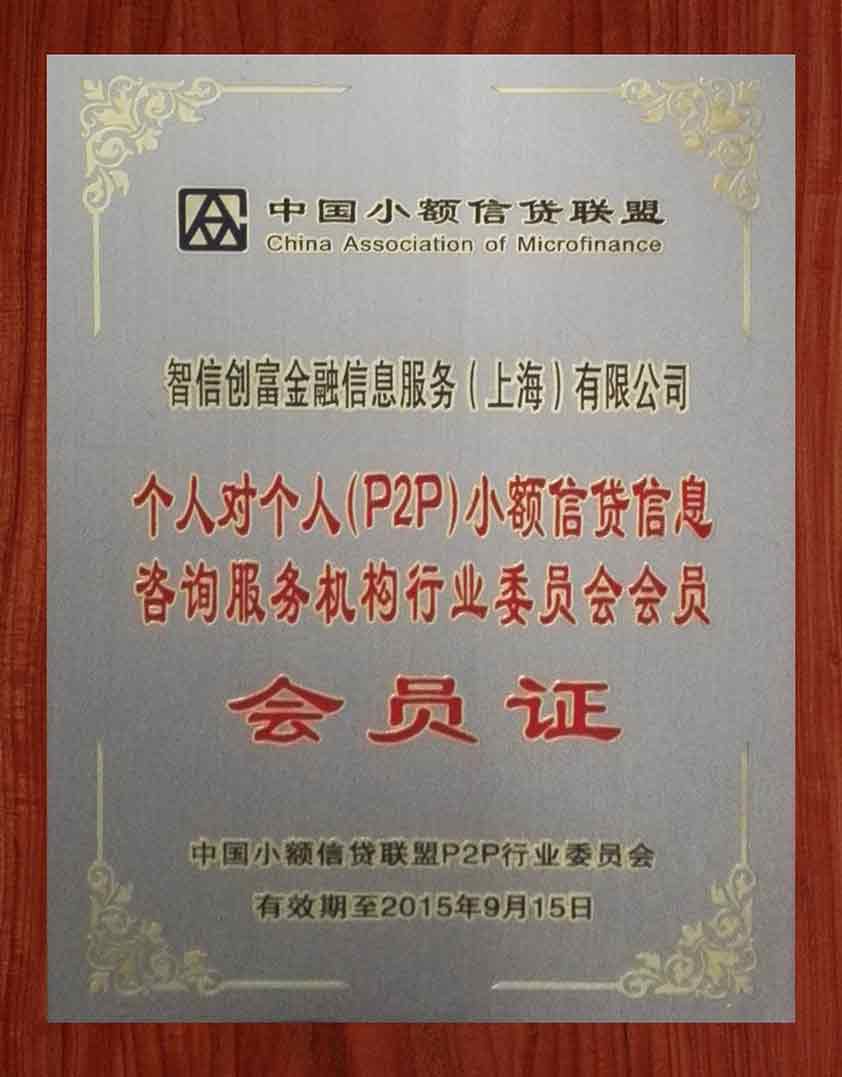 中国小额信贷联盟
China Association of Microfinance
智信创富金融信息服务(上海)有限公司
个人对个人(P2P)小额信贷信息
咨询服务机构行业委员会会员
会员证
中国小额信贷联盟P2P行业委员会
有效期至2015年9月15日